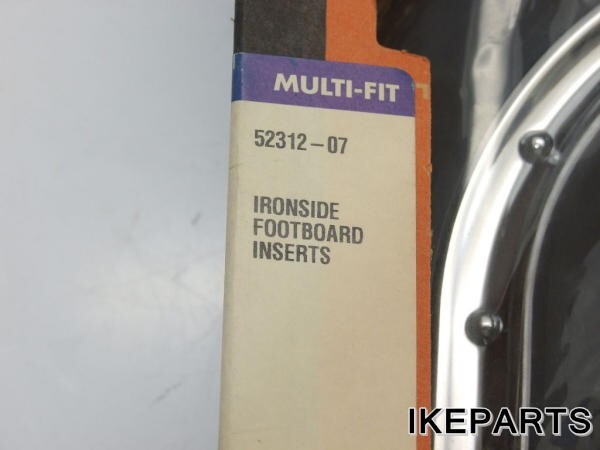 MULTI-FIT
52312-07
IRONSIDE
FOOTBOARD
INSERTS
IKEPARTS